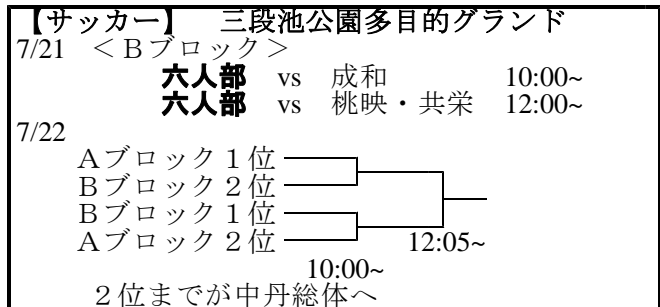 【サッカー】　三段池公園多目的グランド
7/21　＜Ｂブロック＞
六人部　vs　成和　10:00~
六人部　vs　桃映・共栄　12:00~
7/22
Ａブロック１位
Ｂブロック２位
Ｂブロック１位
Ａブロック２位　12:05~
10:00~
２位までが中丹総体へ